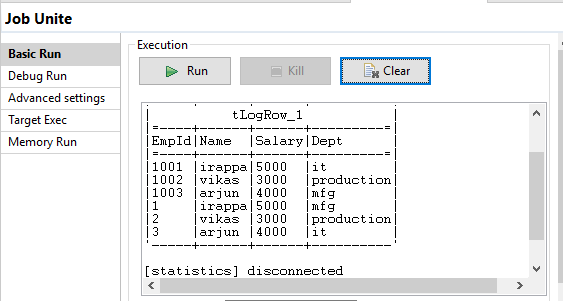 Job Unite
Basic Run
Debug Run
Advanced settings
Target Exec
Memory Run
Execution
Run
Kill
Clear
| tLogRow_1 |
|=-----+------+------+---------=|
|EmpId|Name |Salary|Dept |
|=-----+------+------+---------=|
|1001 |irappa|5000 |it |
|1002 |vikas |3000 |production|
|1003 |arjun |4000 |mfg |
|1 |irappa|5000 |mfg |
|2 |vikas |3000 |production|
|3 |arjun |4000 |it |
'-----+------+------+----------'
[statistics] disconnected